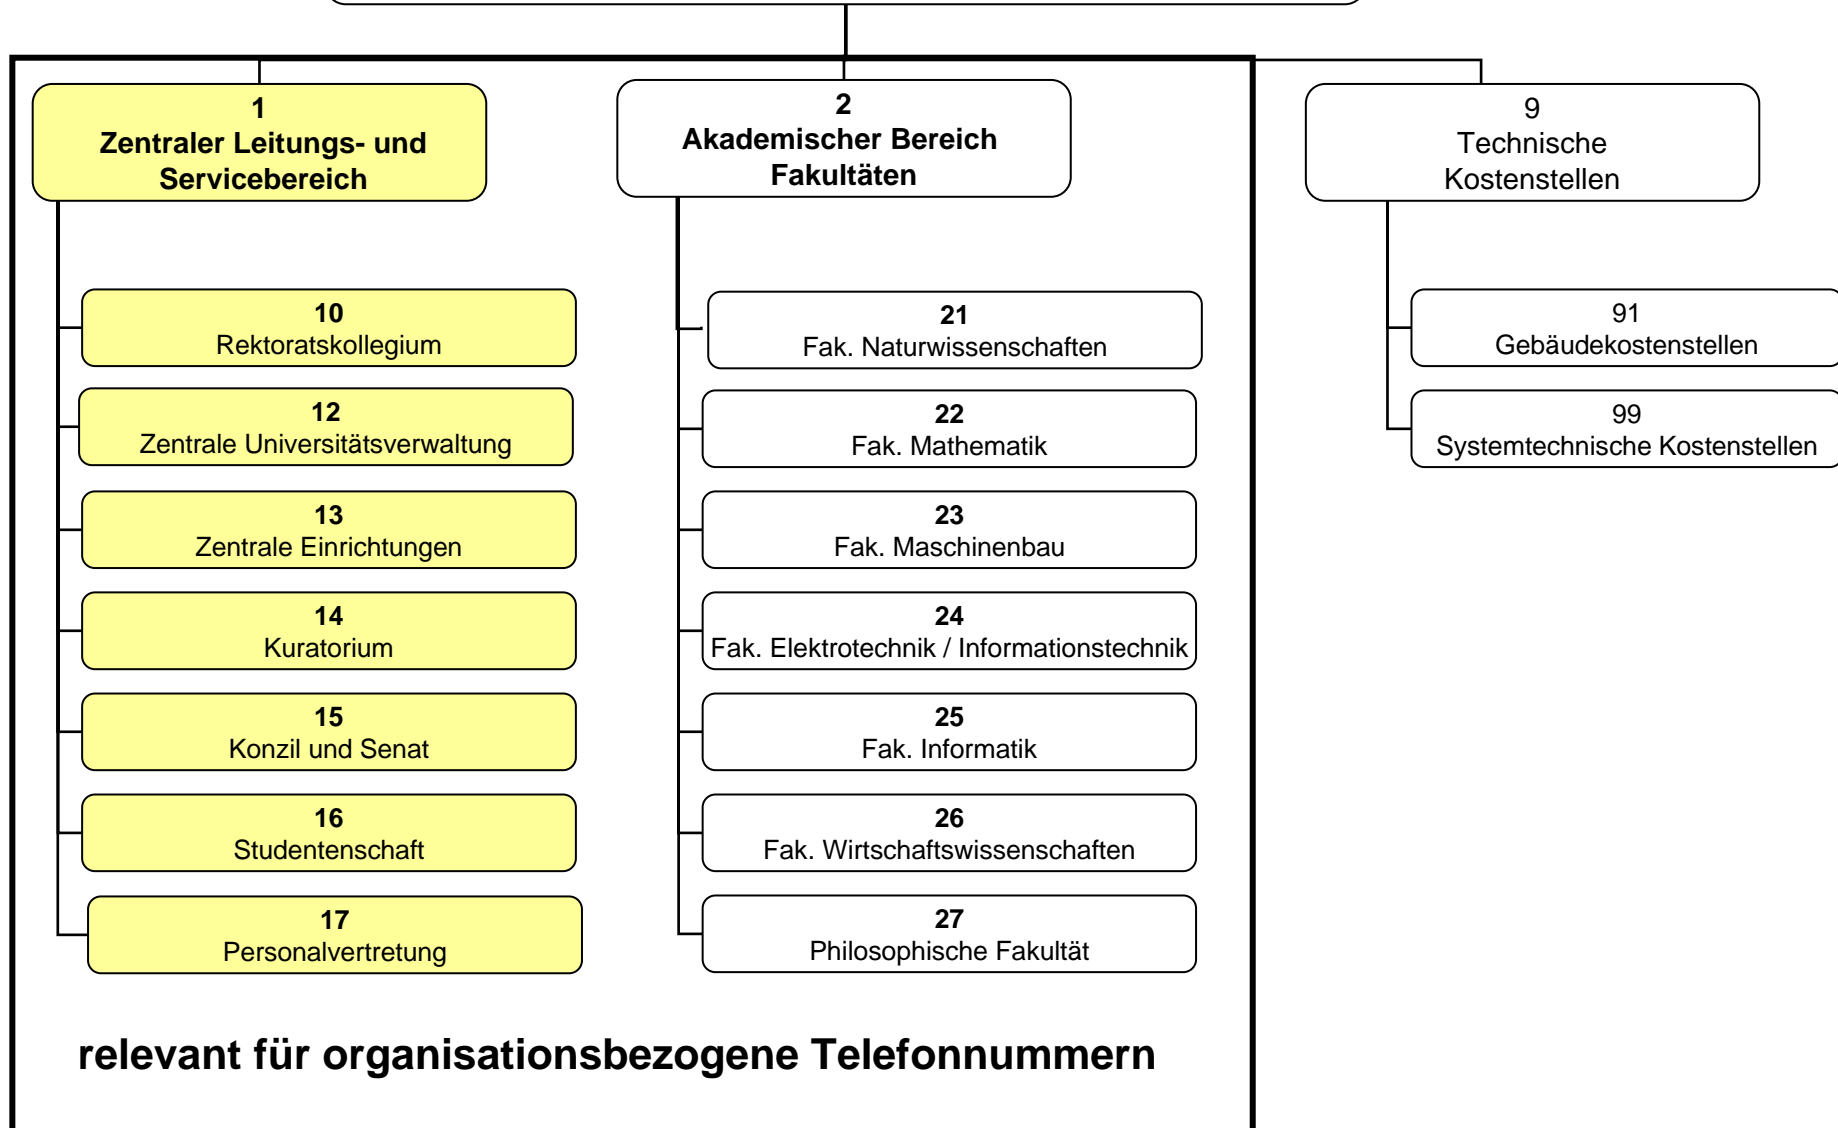 1
Zentraler Leitungs- und
Servicebereich
2
Akademischer Bereich
Fakultäten
9
Technische
Kostenstellen
10
Rektoratskollegium
12
Zentrale Universitätsverwaltung
13
Zentrale Einrichtungen
14
Kuratorium
15
Konzil und Senat
16
Studentenschaft
17
Personalvertretung
21
Fak. Naturwissenschaften
22
Fak. Mathematik
23
Fak. Maschinenbau
24
Fak. Elektrotechnik / Informationstechnik
25
Fak. Informatik
26
Fak. Wirtschaftswissenschaften
27
Philosophische Fakultät
91
Gebäudekostenstellen
99
Systemtechnische Kostenstellen
relevant für organisationsbezogene Telefonnummern